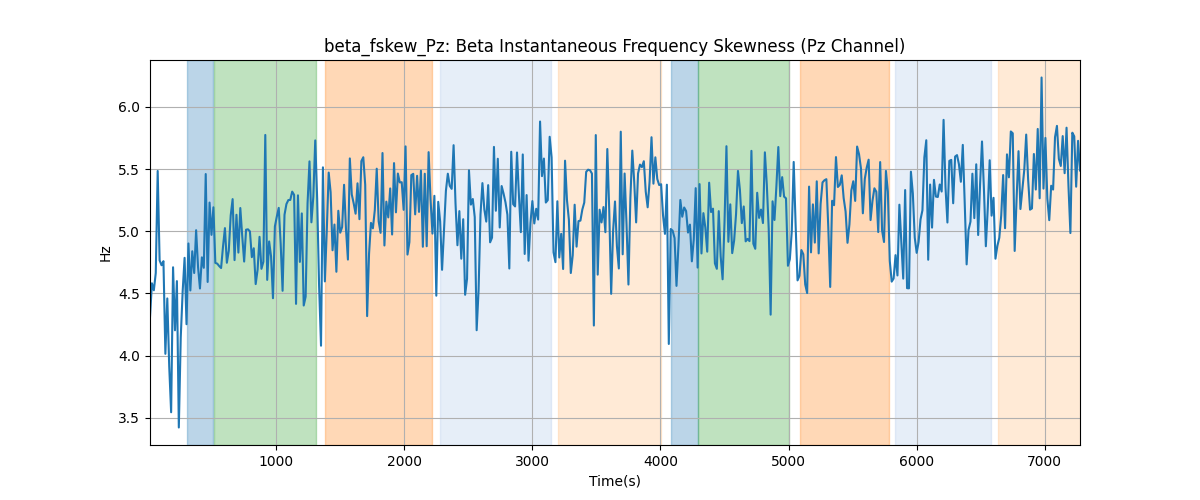 beta_fskew_Pz: Beta Instantaneous Frequency Skewness (Pz Channel)
Hz
6.0
5.5
5.0
4.5
4.0
3.5
1000 2000 3000 4000 5000 6000 7000
Time(s)